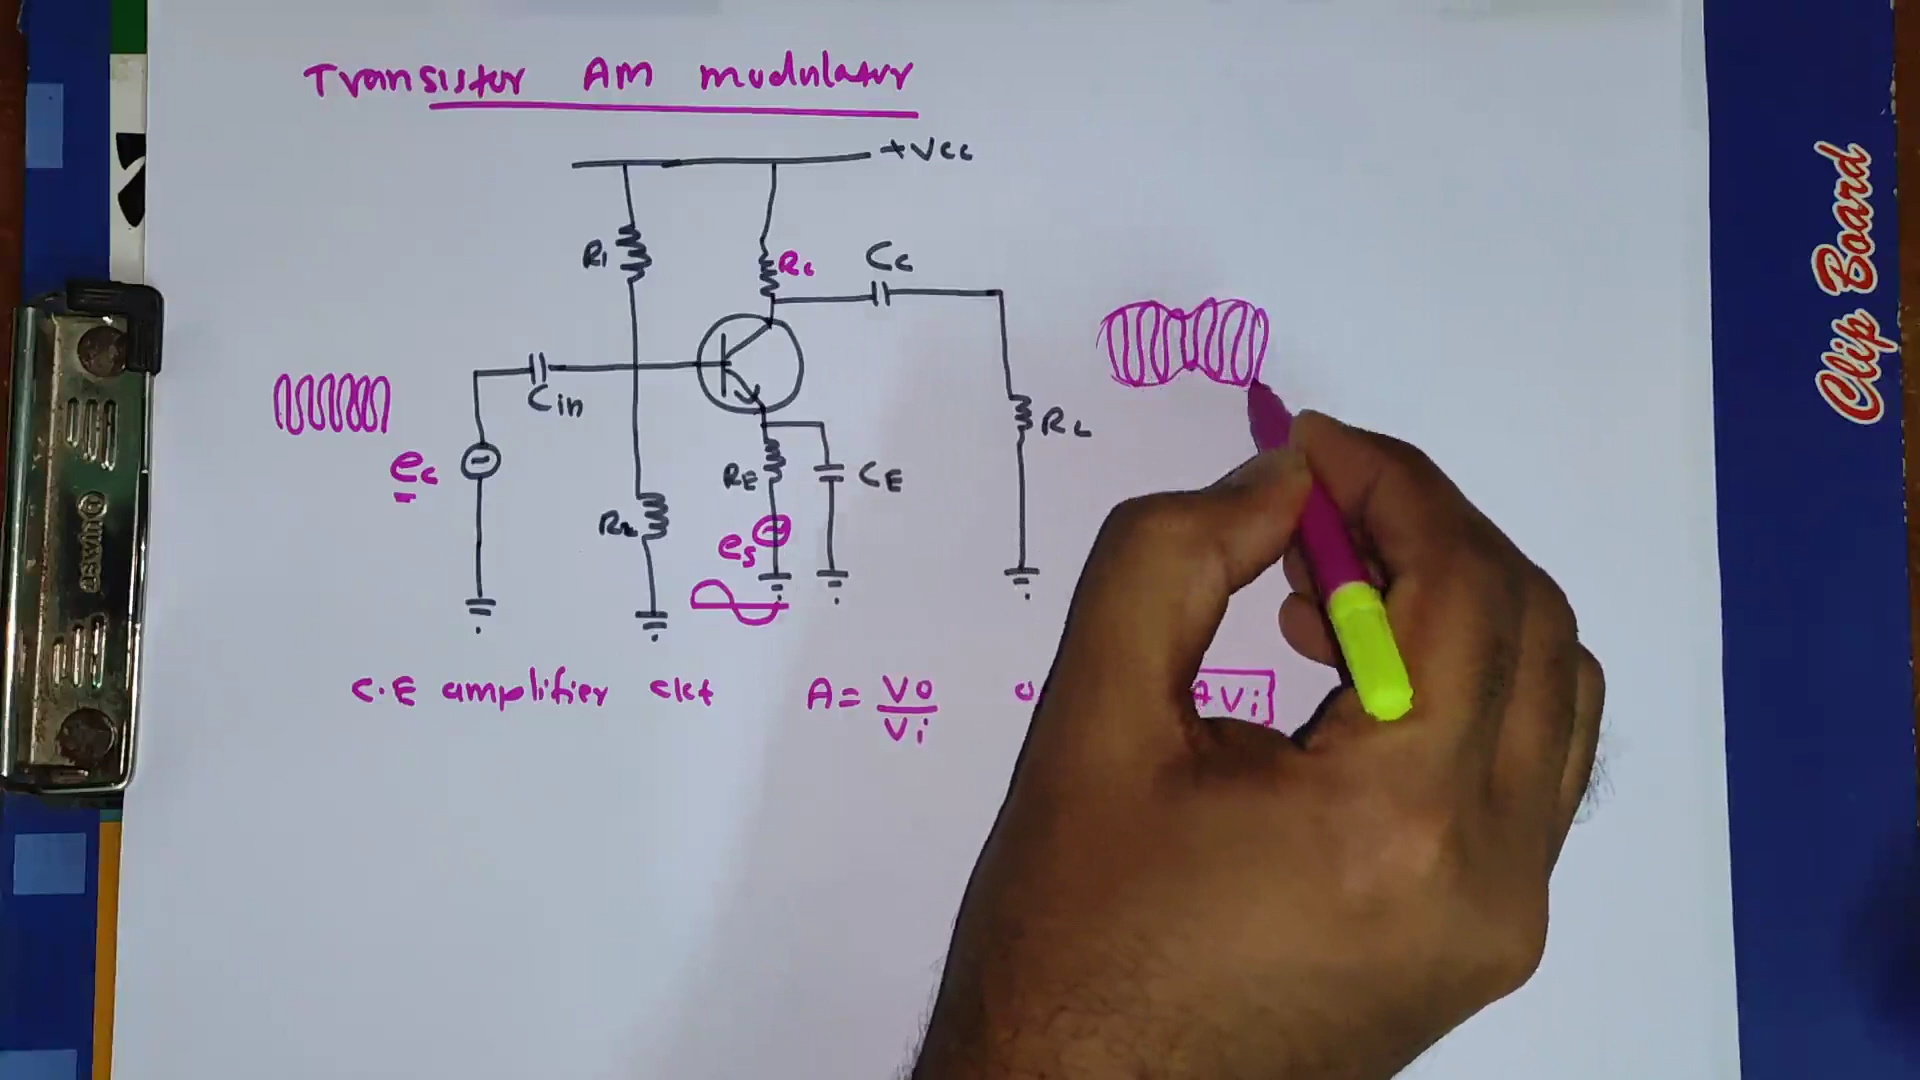 Transistor AM modulator
+Vcc
R1
Rc
Cc
Cin
ec
RL
RE
CE
R2
es
C.E amplifier ckt A = Vo/Vi
Vi
Clip Board